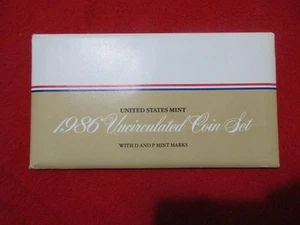 UNITED STATES MINT
1986 Uncirculated Coin Set
WITH D AND P MINT MARKS